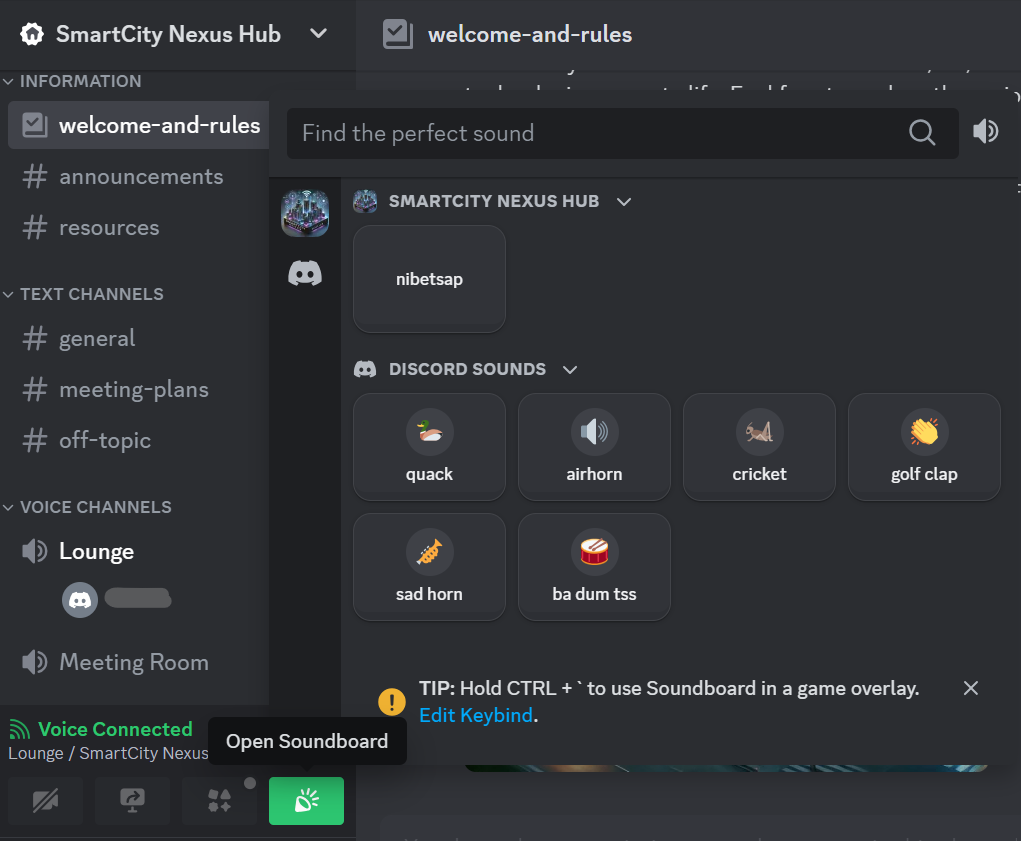 SmartCity Nexus Hub
welcome-and-rules
INFORMATION
welcome-and-rules
announcements
resources
TEXT CHANNELS
general
meeting-plans
off-topic
VOICE CHANNELS
Lounge
Meeting Room
Voice Connected
Lounge / SmartCity Nexus
Open Soundboard
Find the perfect sound
SMARTCITY NEXUS HUB
nibetsap
DISCORD SOUNDS
quack
airhorn
cricket
golf clap
sad horn
ba dum tss
TIP: Hold CTRL + ` to use Soundboard in a game overlay.
Edit Keybind.